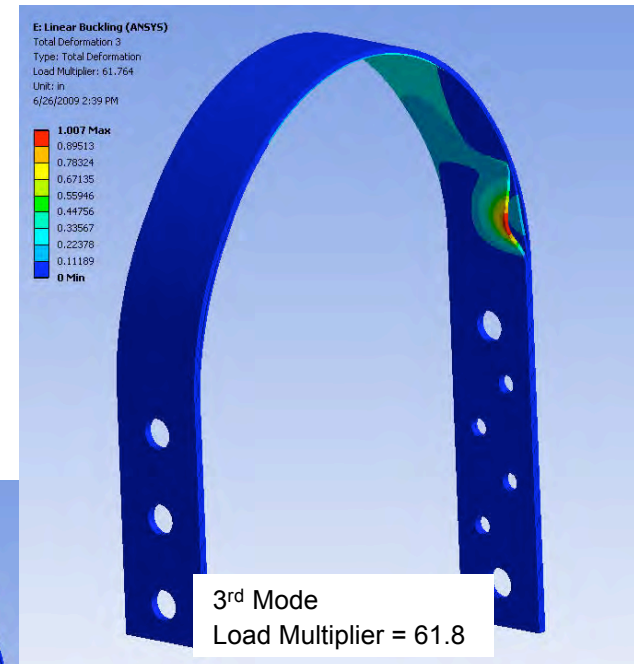 E: Linear Buckling (ANSYS)
Total Deformation 3
Type: Total Deformation
Load Multiplier: 61.764
Unit: in
6/26/2009 2:39 PM
1.007 Max
0.89513
0.78324
0.67135
0.55946
0.44756
0.33567
0.22378
0.11189
0 Min
3rd Mode
Load Multiplier = 61.8